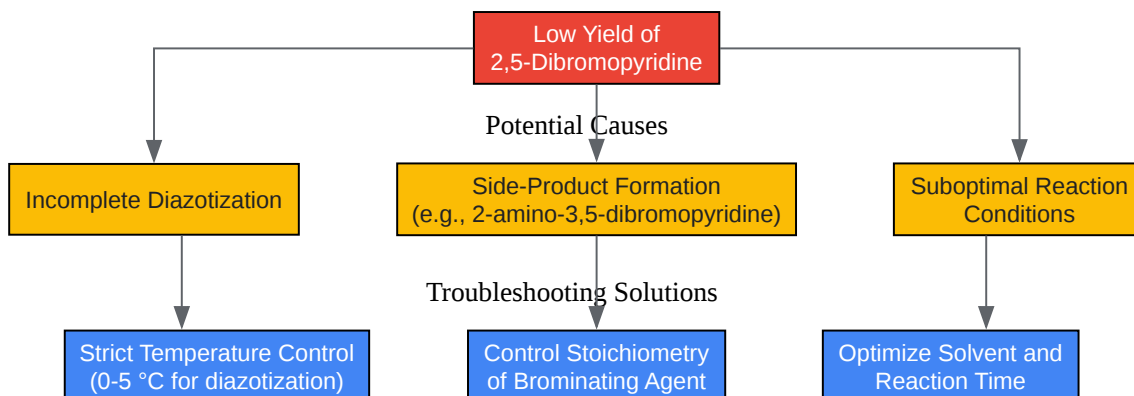 Low Yield of
2,5-Dibromopyridine
Potential Causes
Incomplete Diazotization
Side-Product Formation
(e.g., 2-amino-3,5-dibromopyridine)
Suboptimal Reaction
Conditions
Troubleshooting Solutions
Strict Temperature Control
(0-5 °C for diazotization)
Control Stoichiometry
of Brominating Agent
Optimize Solvent and
Reaction Time